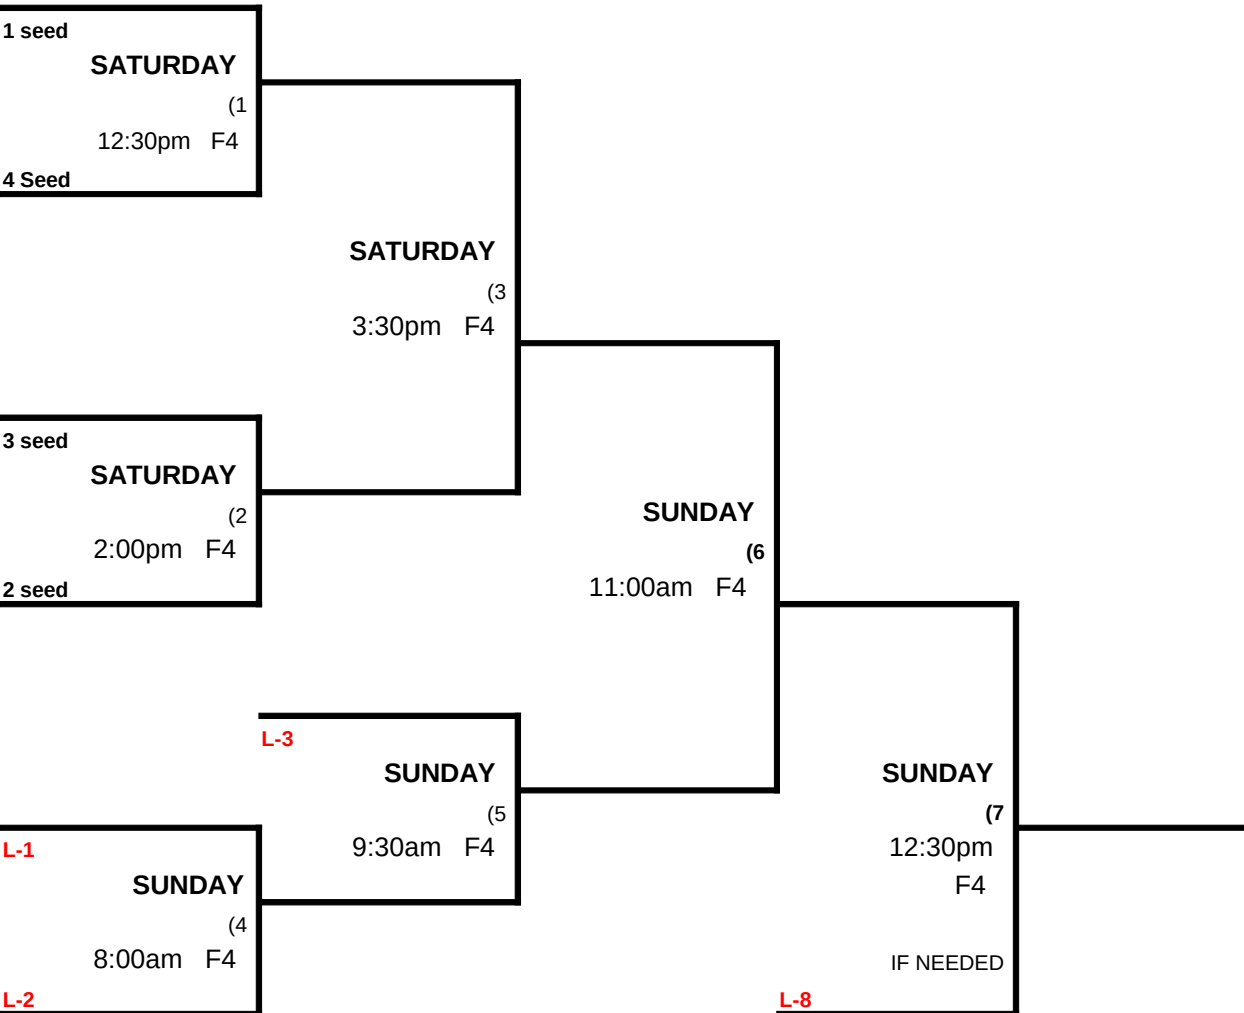 1 seed
SATURDAY
(1
12:30pm F4
4 Seed
SATURDAY
(3
3:30pm F4
3 seed
SATURDAY
(2
2:00pm F4
2 seed
SUNDAY
(6
11:00am F4
L-3
SUNDAY
(5
9:30am F4
L-1
SUNDAY
(4
8:00am F4
L-2
SUNDAY
(7
12:30pm
F4
IF NEEDED
L-8